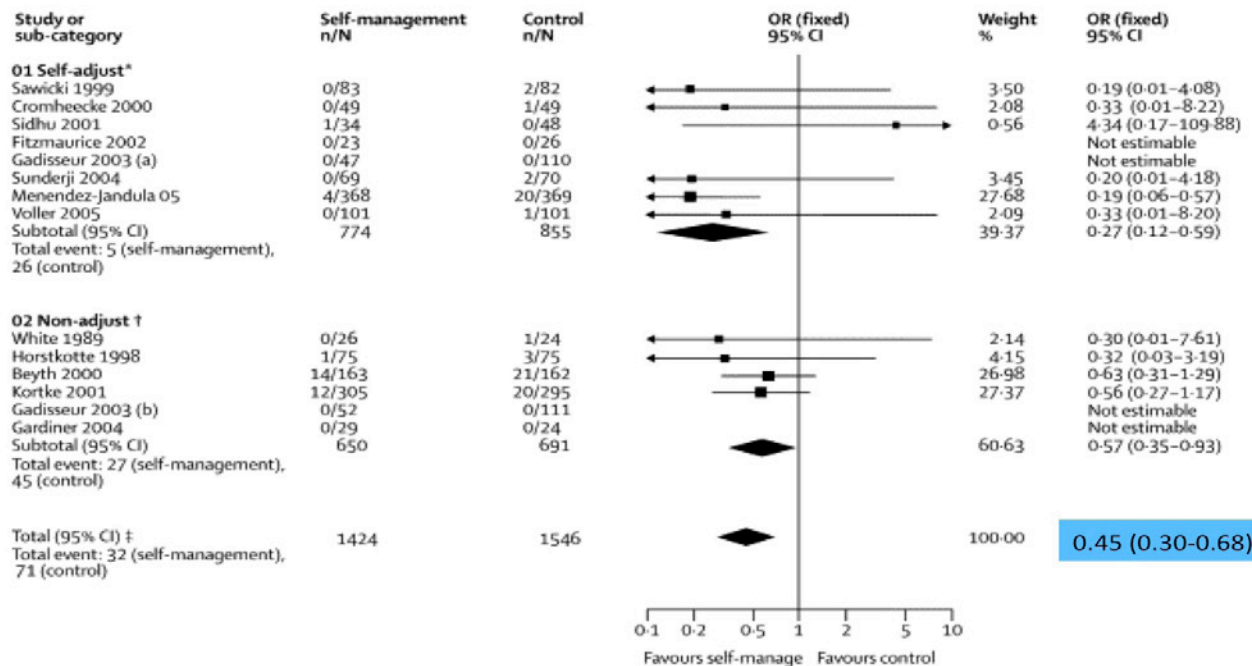 Study or sub-category Self-management n/N Control n/N OR (fixed) 95% CI Weight % OR (fixed) 95% CI
01 Self-adjust*
Sawicki 1999 0/83 2/82 3·50 0·19 (0·01–4·08)
Cromheecke 2000 0/49 1/49 2·08 0·33 (0·01–8·22)
Sidhu 2001 1/34 0/48 0·56 4·34 (0·17–109·88)
Fitzmaurice 2002 0/23 0/26 Not estimable
Gadisseur 2003 (a) 0/47 0/110 Not estimable
Sunderji 2004 0/69 2/70 3·45 0·20 (0·01–4·18)
Menendez-Jandula 05 4/368 20/369 27·68 0·19 (0·06–0·57)
Voller 2005 0/101 1/101 2·09 0·33 (0·01–8·20)
Subtotal (95% CI) 774 855 39·37 0·27 (0·12–0·59)
Total event: 5 (self-management),
26 (control)
02 Non-adjust †
White 1989 0/26 1/24 2·14 0·30 (0·01–7·61)
Horstkotte 1998 1/75 3/75 4·15 0·32 (0·03–3·19)
Beyth 2000 14/163 21/162 26·98 0·63 (0·31–1·29)
Kortke 2001 12/305 20/295 27·37 0·56 (0·27–1·17)
Gadisseur 2003 (b) 0/52 0/111 Not estimable
Gardiner 2004 0/29 0/24 Not estimable
Subtotal (95% CI) 650 691 60·63 0·57 (0·35–0·93)
Total event: 27 (self-management),
45 (control)
Total (95% CI) ‡ 1424 1546 100·00 0.45 (0.30-0.68)
Total event: 32 (self-management),
71 (control)
0·1 0·2 0·5 1 2 5 10
Favours self-manage Favours control